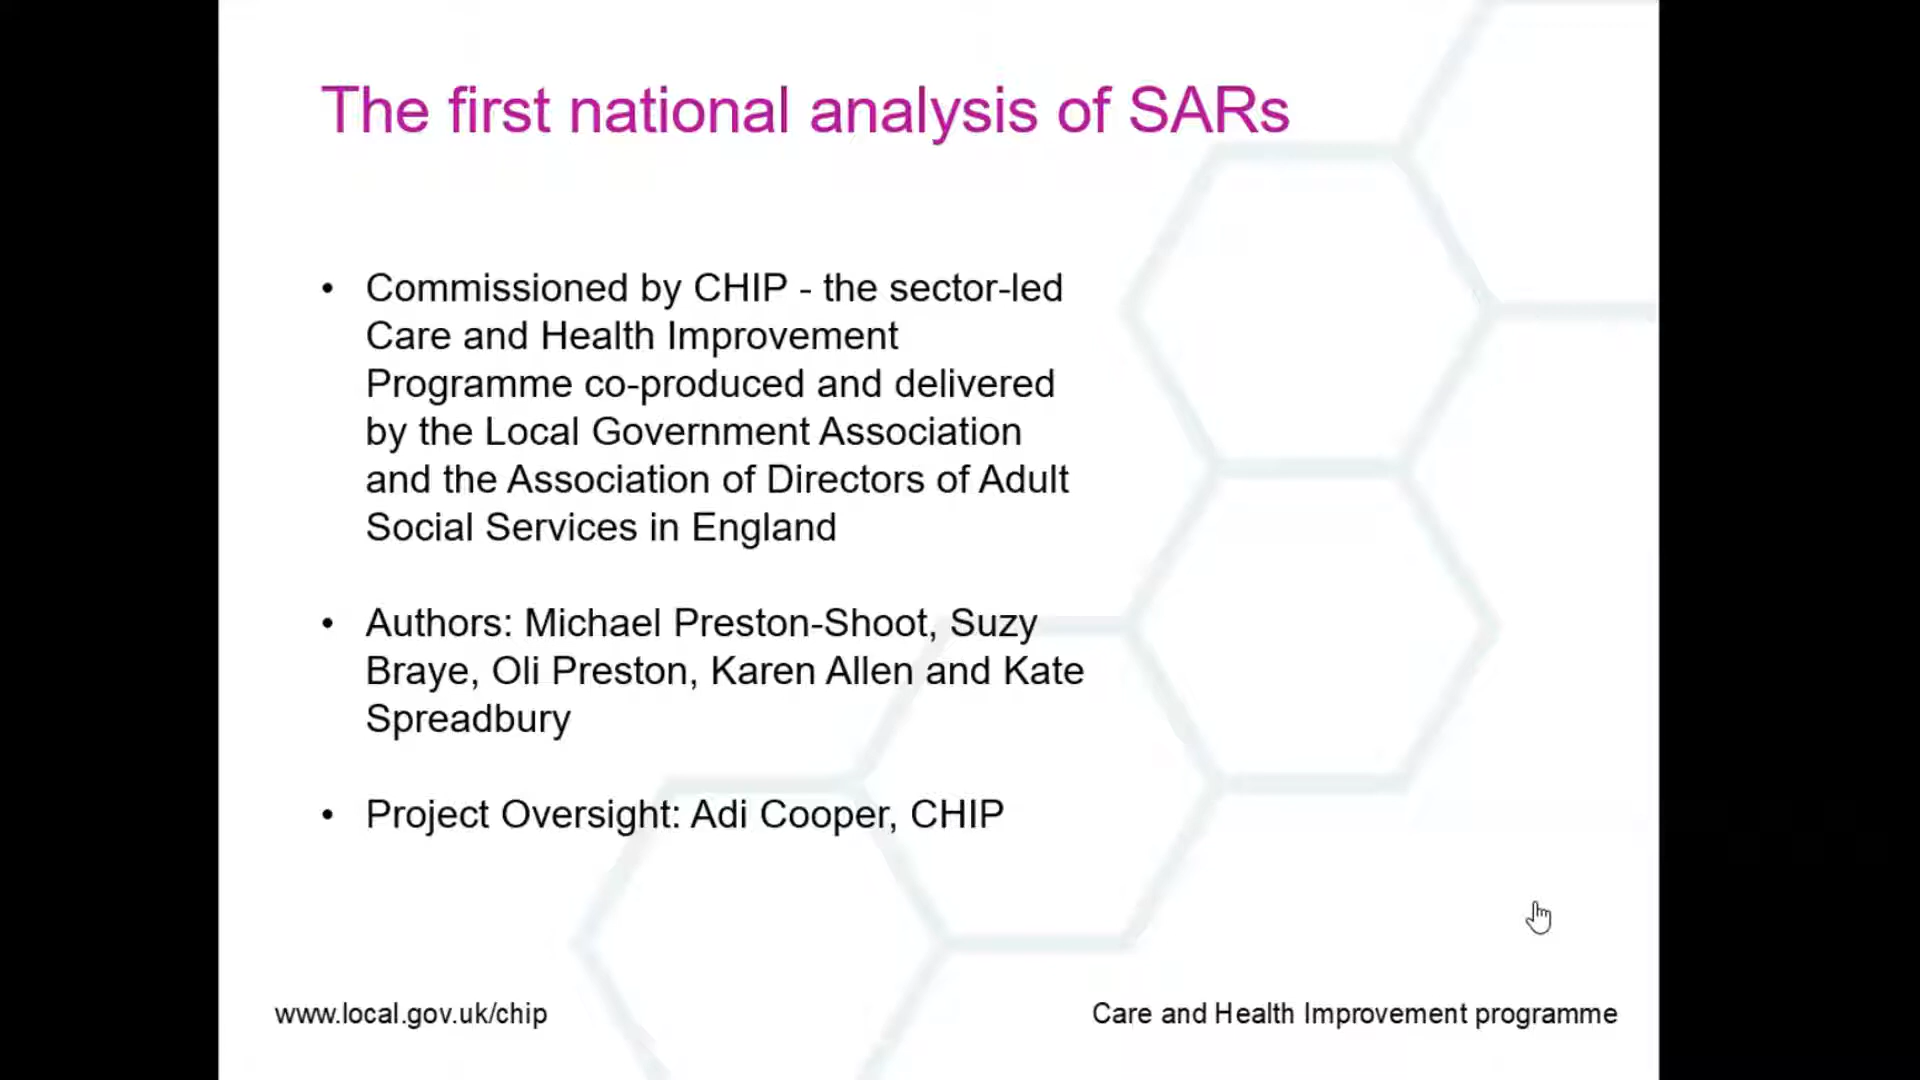 The first national analysis of SARs
• Commissioned by CHIP - the sector-led
Care and Health Improvement
Programme co-produced and delivered
by the Local Government Association
and the Association of Directors of Adult
Social Services in England
• Authors: Michael Preston-Shoot, Suzy
Braye, Oli Preston, Karen Allen and Kate
Spreadbury
• Project Oversight: Adi Cooper, CHIP
www.local.gov.uk/chip
Care and Health Improvement programme